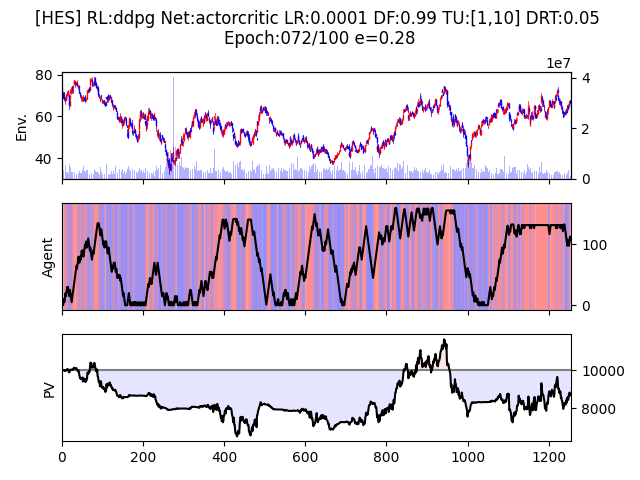 [HES] RL:ddpg Net:actorcritic LR:0.0001 DF:0.99 TU:[1,10] DRT:0.05
Epoch:072/100 e=0.28
1e7
80
60
40
Env.
4
2
0
Agent
100
0
PV
10000
8000
0 200 400 600 800 1000 1200